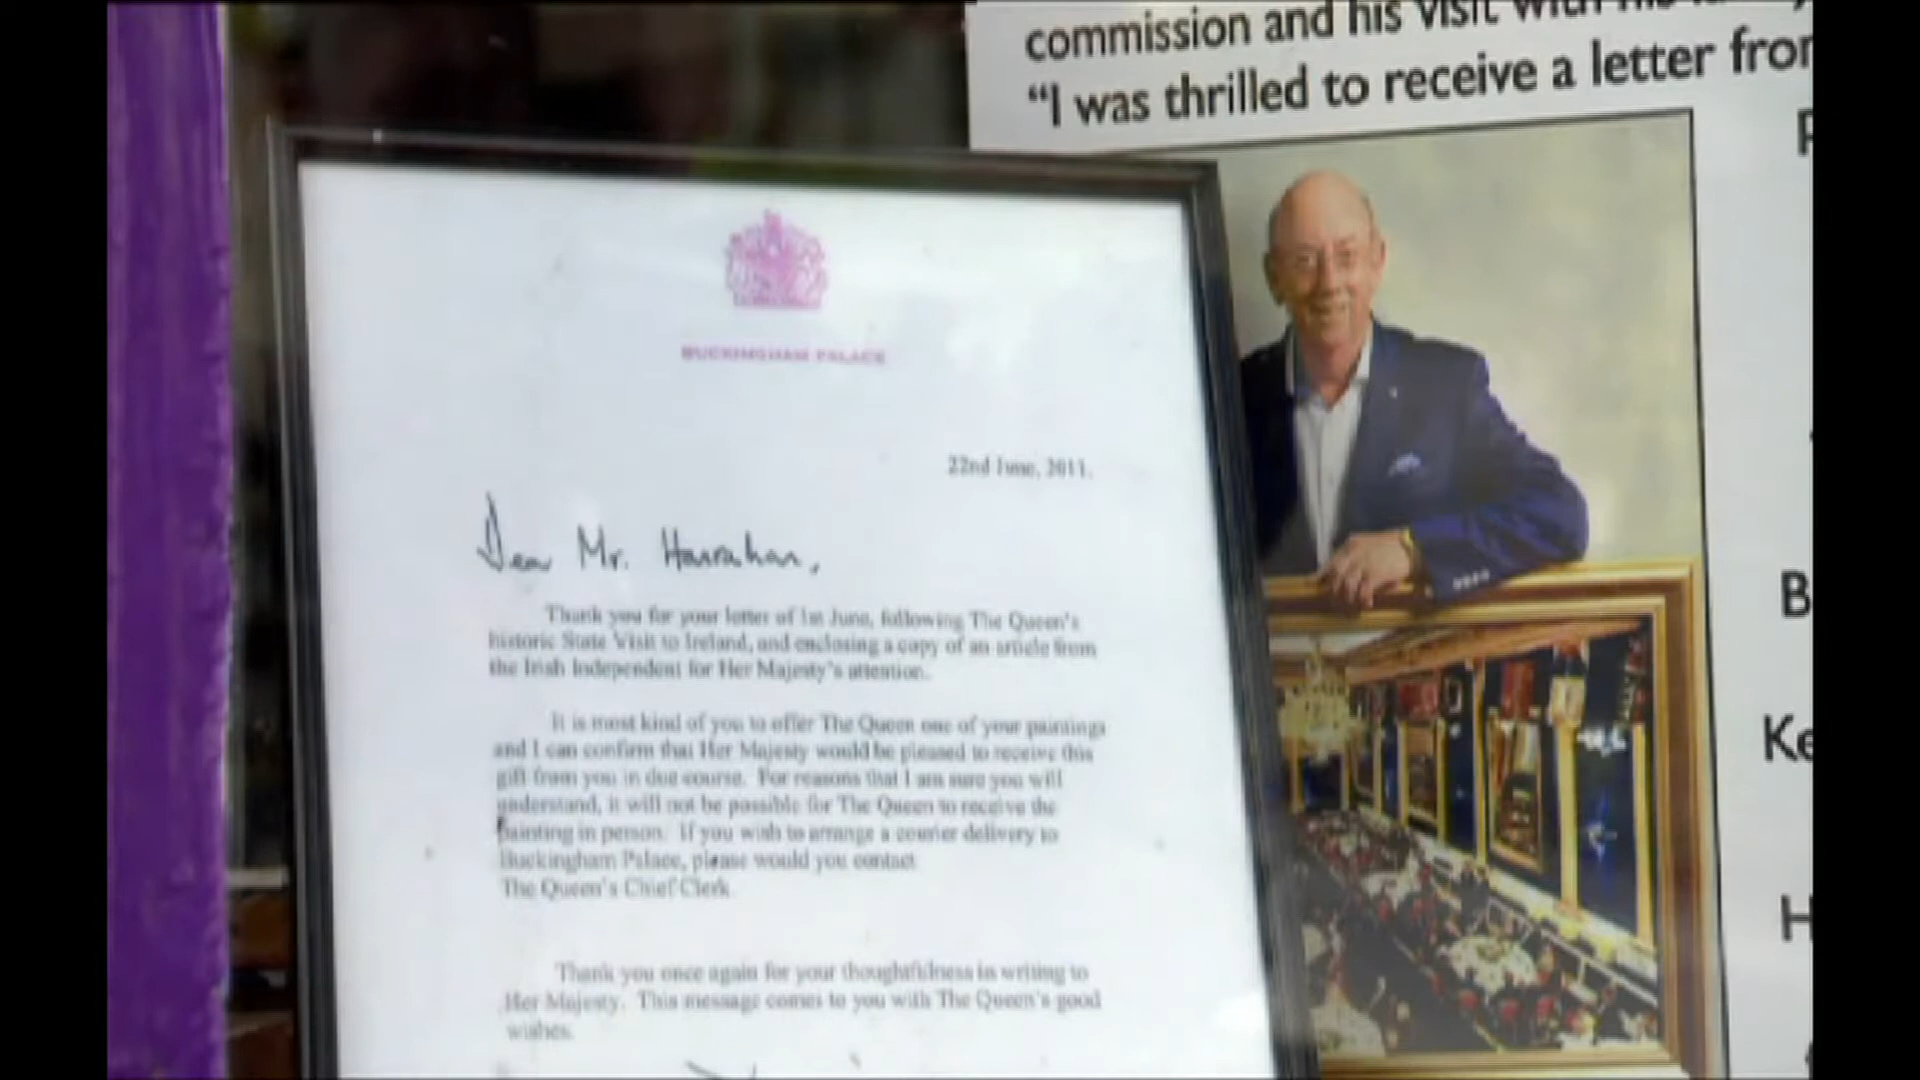 commission and his visit with his
“I was thrilled to receive a letter from
BUCKINGHAM PALACE
22nd June, 2011.
Dear Mr. Hanrahan,
Thank you for your letter of 1st June, following The Queen's
historic State Visit to Ireland, and enclosing a copy of an article from
the Irish Independent for Her Majesty's attention.
It is most kind of you to offer The Queen one of your paintings
and I can confirm that Her Majesty would be pleased to receive this
gift from you in due course. For reasons that I am sure you will
understand, it will not be possible for The Queen to receive the
painting in person. If you wish to arrange a courier delivery to
Buckingham Palace, please would you contact
The Queen's Chief Clerk
Thank you once again for your thoughtfulness in writing to
Her Majesty. This message comes to you with The Queen's good
wishes.
B
Ke
H